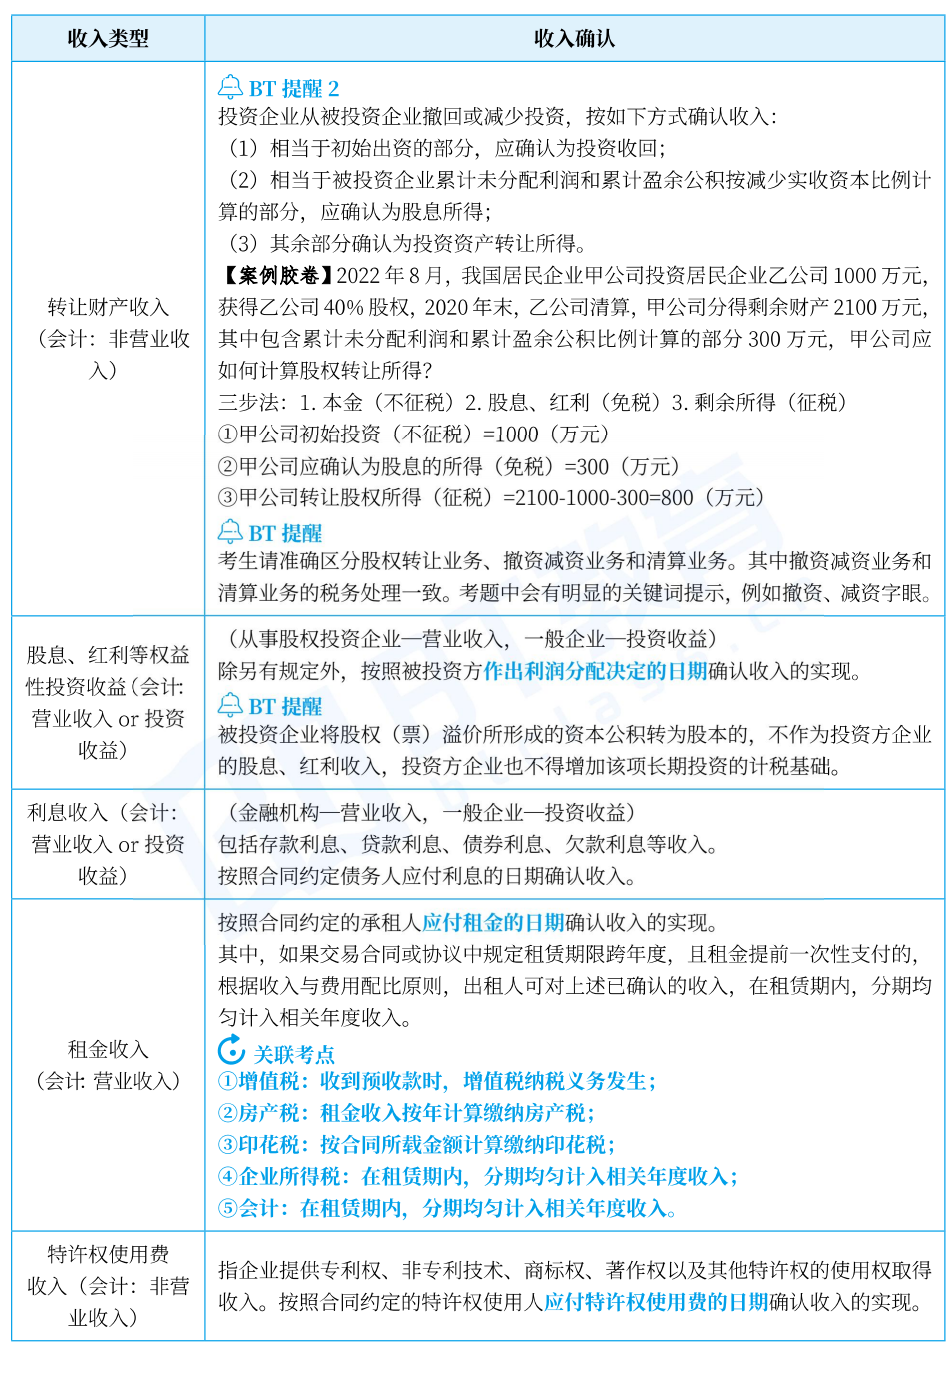 收入类型
收入确认
转让财产收入
（会计：非营业收
入）
BT 提醒 2
投资企业从被投资企业撤回或减少投资，按如下方式确认收入：
（1）相当于初始出资的部分，应确认为投资收回；
（2）相当于被投资企业累计未分配利润和累计盈余公积按减少实收资本比例计
算的部分，应确认为股息所得；
（3）其余部分确认为投资资产转让所得。
【案例胶卷】2022 年 8 月，我国居民企业甲公司投资居民企业乙公司 1000 万元，
获得乙公司 40% 股权，2020 年末，乙公司清算，甲公司分得剩余财产 2100 万元，
其中包含累计未分配利润和累计盈余公积比例计算的部分 300 万元，甲公司应
如何计算股权转让所得？
三步法：1. 本金（不征税）2. 股息、红利（免税）3. 剩余所得（征税）
①甲公司初始投资（不征税）=1000（万元）
②甲公司应确认为股息的所得（免税）=300（万元）
③甲公司转让股权所得（征税）=2100-1000-300=800（万元）
BT 提醒
考生请准确区分股权转让业务、撤资减资业务和清算业务。其中撤资减资业务和
清算业务的税务处理一致。考题中会有明显的关键词提示，例如撤资、减资字眼。
股息、红利等权益
性投资收益（会计：
营业收入 or 投资
收益）
（从事股权投资企业—营业收入，一般企业—投资收益）
除另有规定外，按照被投资方作出利润分配决定的日期确认收入的实现。
BT 提醒
被投资企业将股权（票）溢价所形成的资本公积转为股本的，不作为投资方企业
的股息、红利收入，投资方企业也不得增加该项长期投资的计税基础。
利息收入（会计：
营业收入 or 投资
收益）
（金融机构—营业收入，一般企业—投资收益）
包括存款利息、贷款利息、债券利息、欠款利息等收入。
按照合同约定债务人应付利息的日期确认收入。
租金收入
（会计：营业收入）
按照合同约定的承租人应付租金的日期确认收入的实现。
其中，如果交易合同或协议中规定租赁期限跨年度，且租金提前一次性支付的，
根据收入与费用配比原则，出租人可对上述已确认的收入，在租赁期内，分期均
匀计入相关年度收入。
关联考点
①增值税：收到预收款时，增值税纳税义务发生；
②房产税：租金收入按年计算缴纳房产税；
③印花税：按合同所载金额计算缴纳印花税；
④企业所得税：在租赁期内，分期均匀计入相关年度收入；
⑤会计：在租赁期内，分期均匀计入相关年度收入。
特许权使用费
收入（会计：非营
业收入）
指企业提供专利权、非专利技术、商标权、著作权以及其他特许权的使用权取得
收入。按照合同约定的特许权使用人应付特许权使用费的日期确认收入的实现。